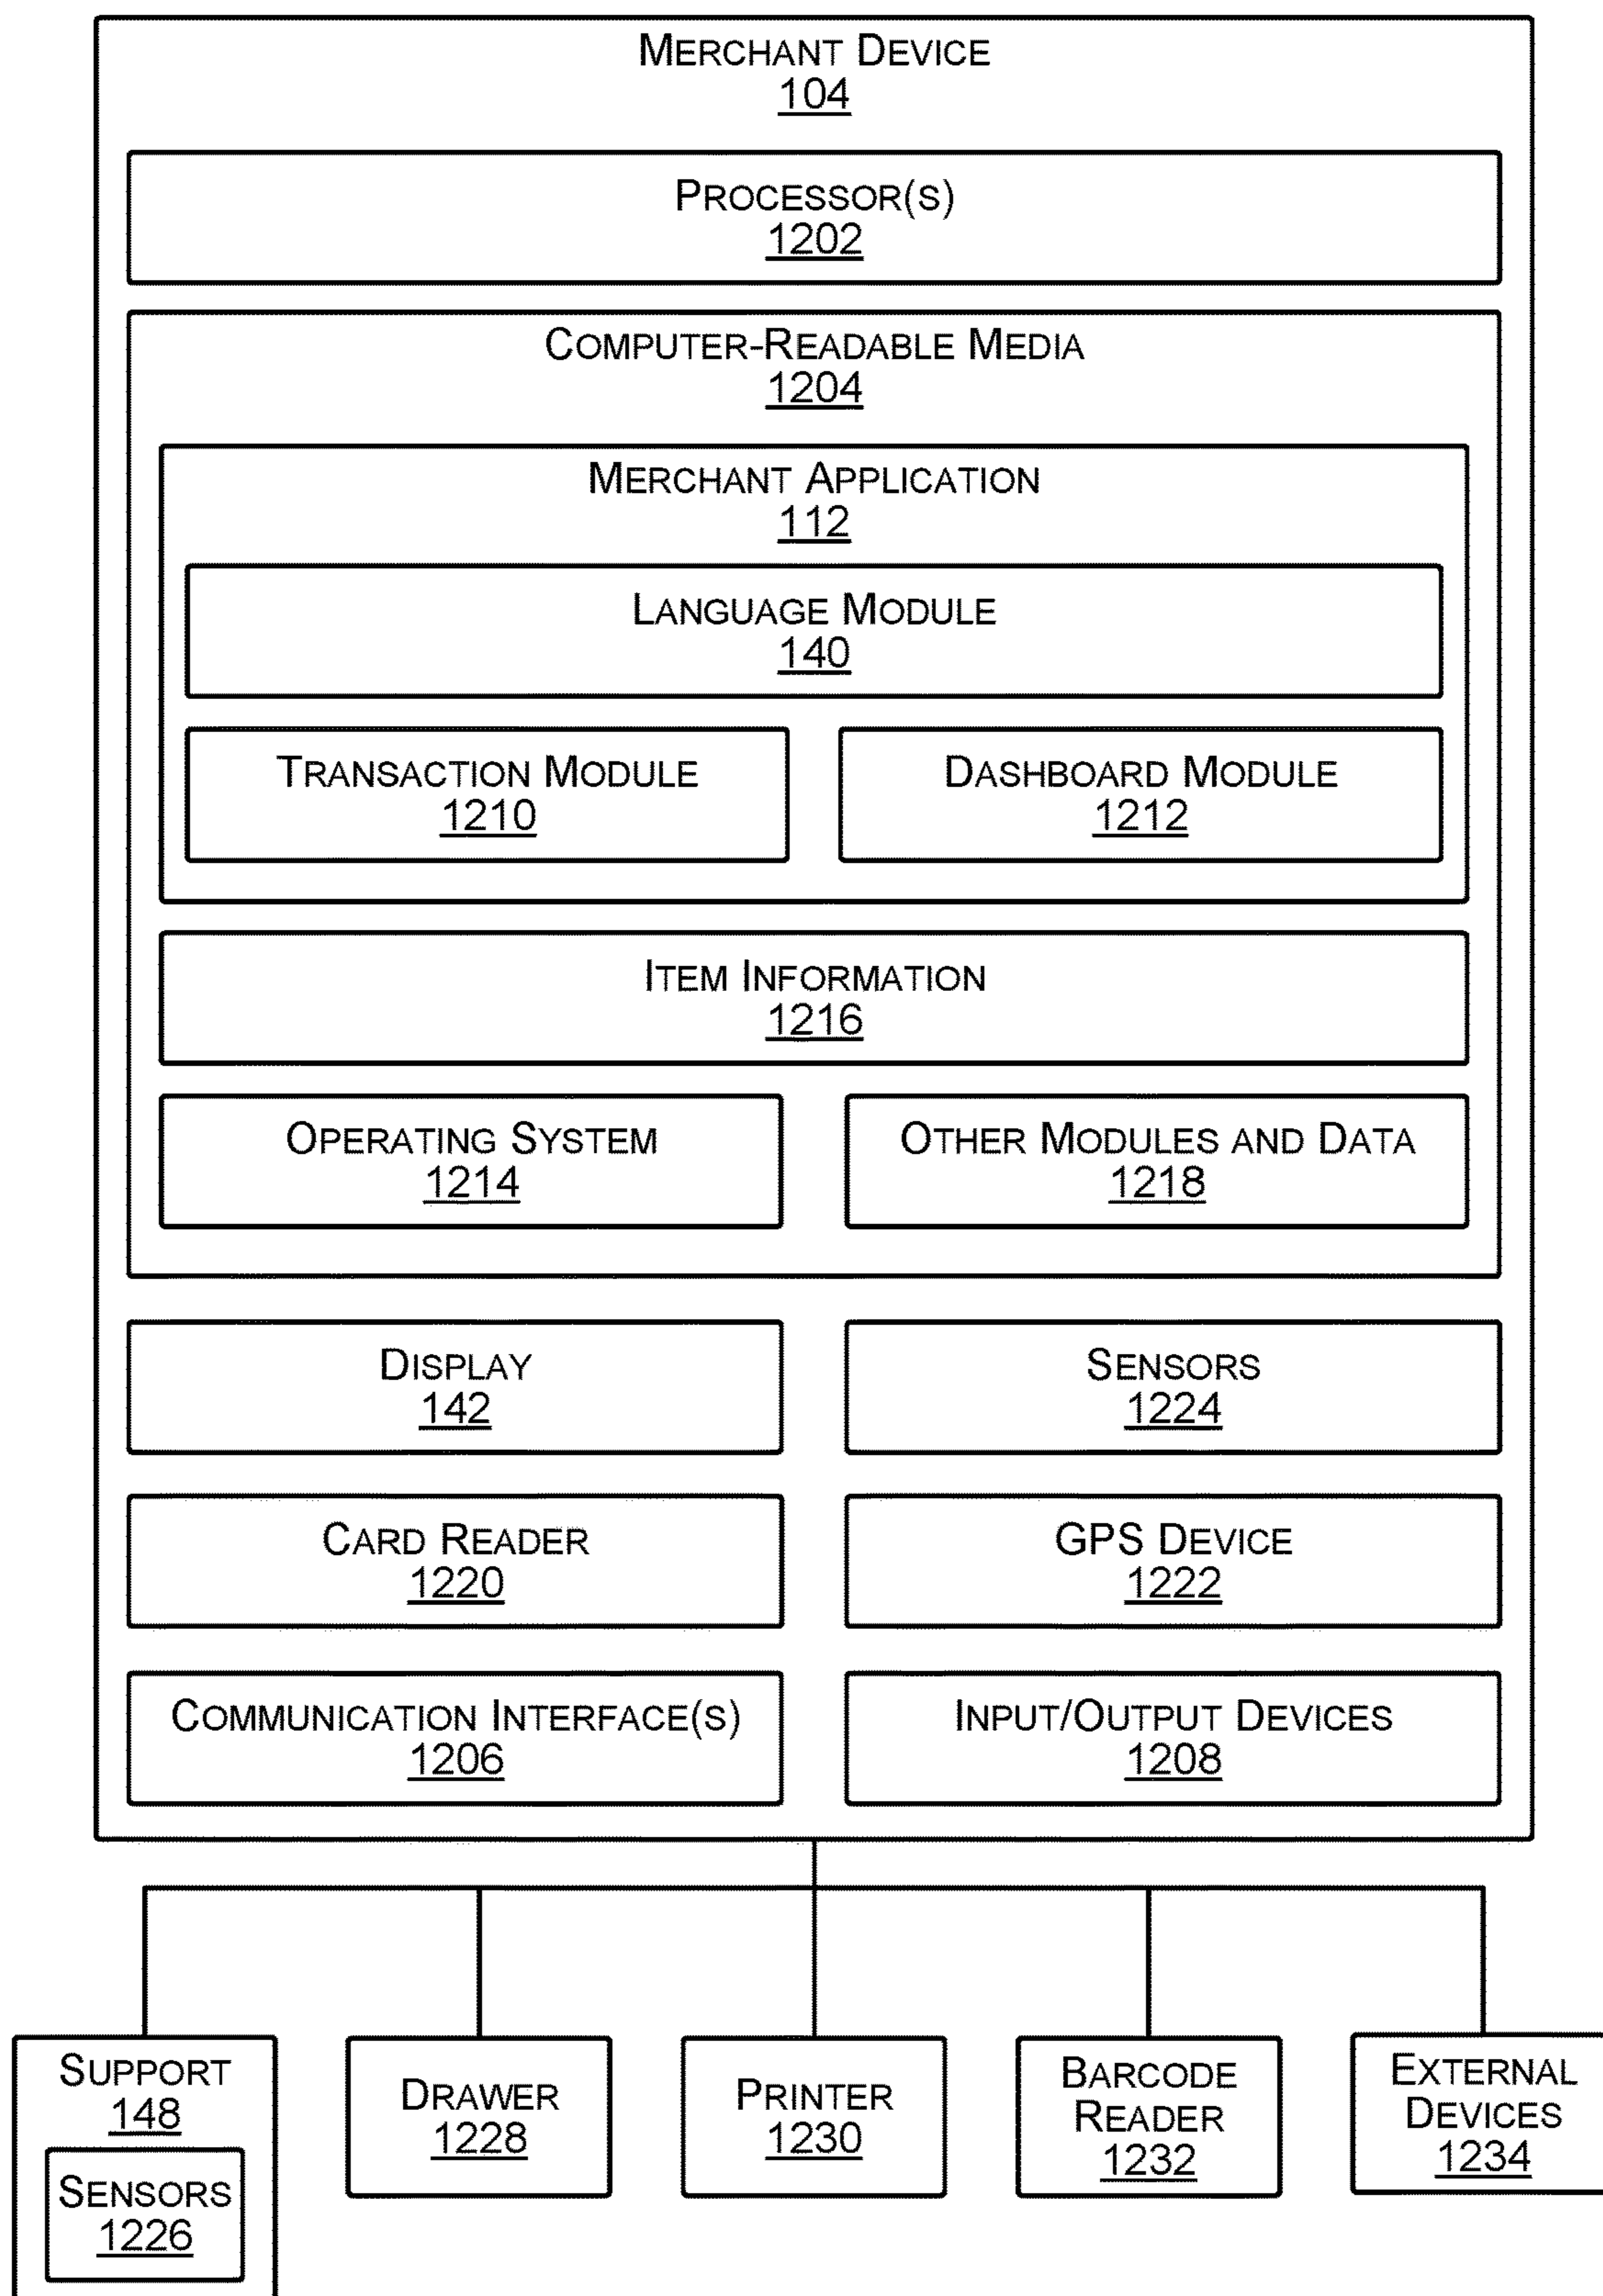 MERCHANT DEVICE
104
PROCESSOR(S)
1202
COMPUTER-READABLE MEDIA
1204
MERCHANT APPLICATION
112
LANGUAGE MODULE
140
TRANSACTION MODULE
1210
DASHBOARD MODULE
1212
ITEM INFORMATION
1216
OPERATING SYSTEM
1214
OTHER MODULES AND DATA
1218
DISPLAY
142
SENSORS
1224
CARD READER
1220
GPS DEVICE
1222
COMMUNICATION INTERFACE(S)
1206
INPUT/OUTPUT DEVICES
1208
SUPPORT
148
SENSORS
1226
DRAWER
1228
PRINTER
1230
BARCODE
READER
1232
EXTERNAL
DEVICES
1234